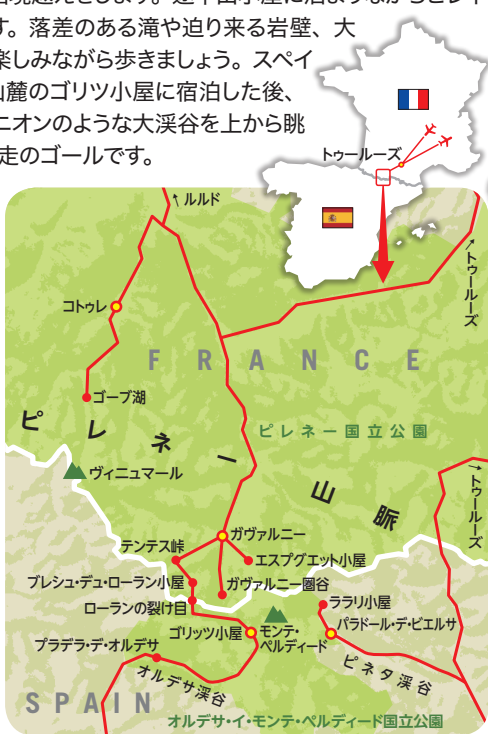 越えをします。途中山小屋に泊まりながらピレネ
す。落差のある滝や迫り来る岩壁、大
楽しみながら歩きましょう。スペイ
山麓のゴリツ小屋に宿泊した後、
ニオンのような大渓谷を上から眺
走のゴールです。
トゥールーズ
↑ルルド
↗トゥールーズ
コトゥレ
FRANCE
ゴーブ湖
ピレネー山脈
ピレネー国立公園
ヴィニュマール
↗トゥールーズ
ガヴァルニー
テンテス峠
エスプグエット小屋
ブレシュ・デュ・ローラン小屋
ガヴァルニー圏谷
ローランの裂け目
ララリ小屋
ゴリッツ小屋
モンテ・
ペルディード
パラドール・デ・ビエルサ
プラデラ・デ・オルデサ
オルデサ渓谷
ピネタ渓谷
SPAIN
オルデサ・イ・モンテ・ペルディード国立公園